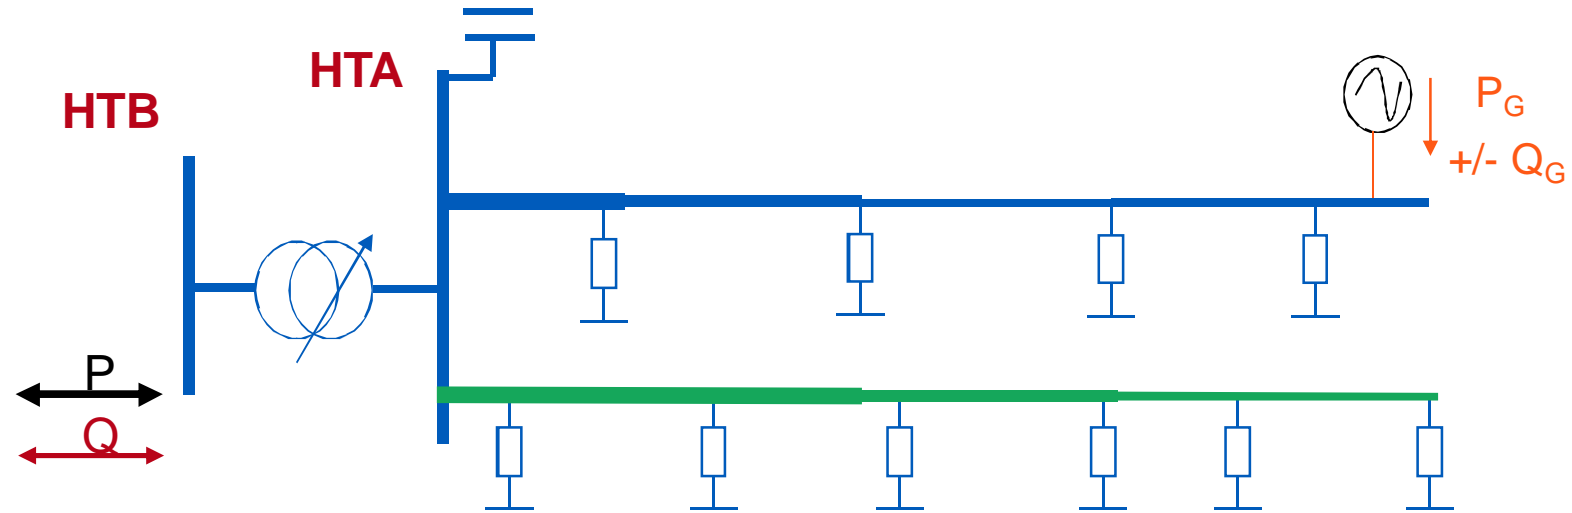 HTA
HTB
P_G
+/- Q_G
P
Q